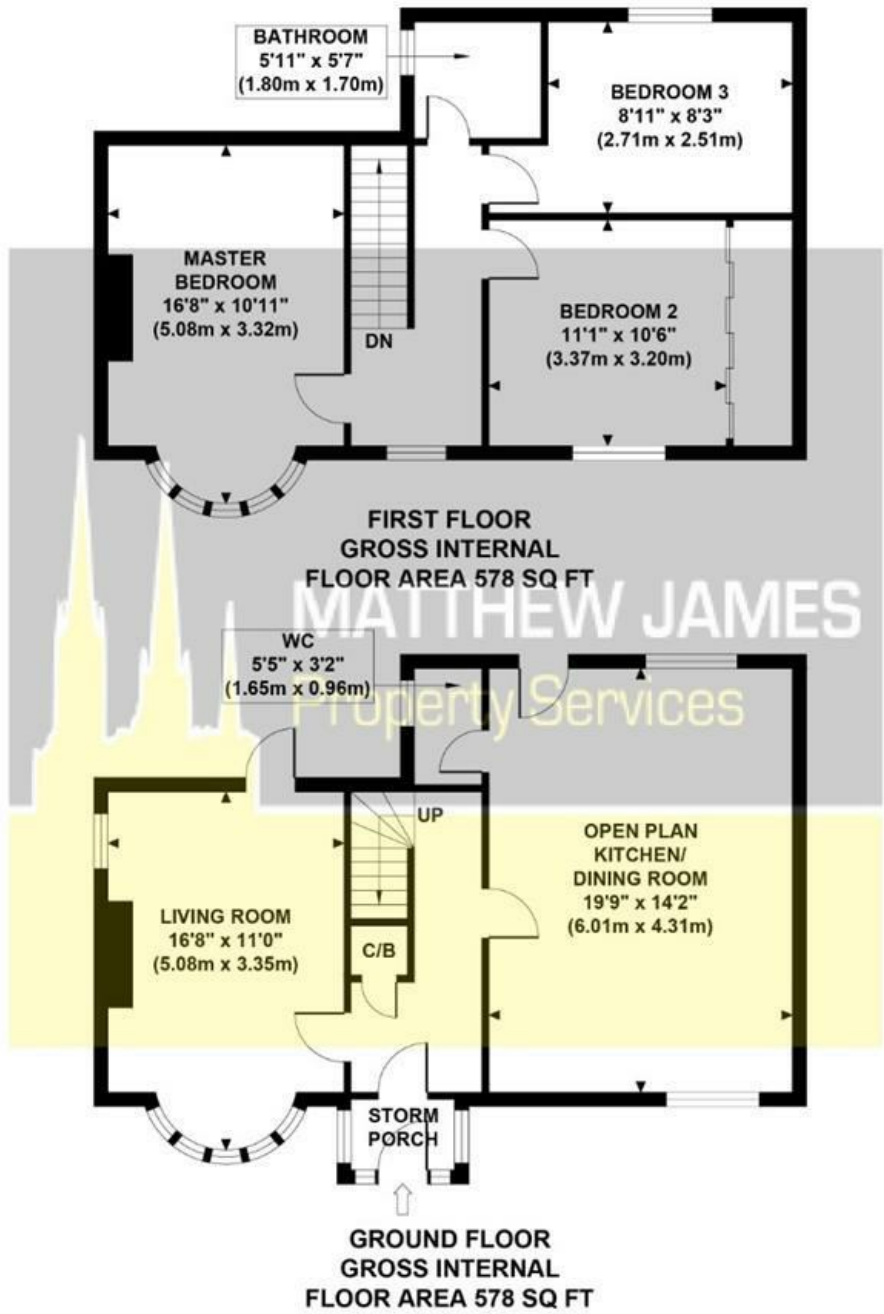 BATHROOM
5'11" x 5'7"
(1.80m x 1.70m)
BEDROOM 3
8'11" x 8'3"
(2.71m x 2.51m)
MASTER
BEDROOM
16'8" x 10'11"
(5.08m x 3.32m)
DN
BEDROOM 2
11'1" x 10'6"
(3.37m x 3.20m)
FIRST FLOOR
GROSS INTERNAL
FLOOR AREA 578 SQ FT
MATTHEW JAMES
Property Services
WC
5'5" x 3'2"
(1.65m x 0.96m)
UP
OPEN PLAN
KITCHEN/
DINING ROOM
19'9" x 14'2"
(6.01m x 4.31m)
LIVING ROOM
16'8" x 11'0"
(5.08m x 3.35m)
C/B
STORM
PORCH
GROUND FLOOR
GROSS INTERNAL
FLOOR AREA 578 SQ FT